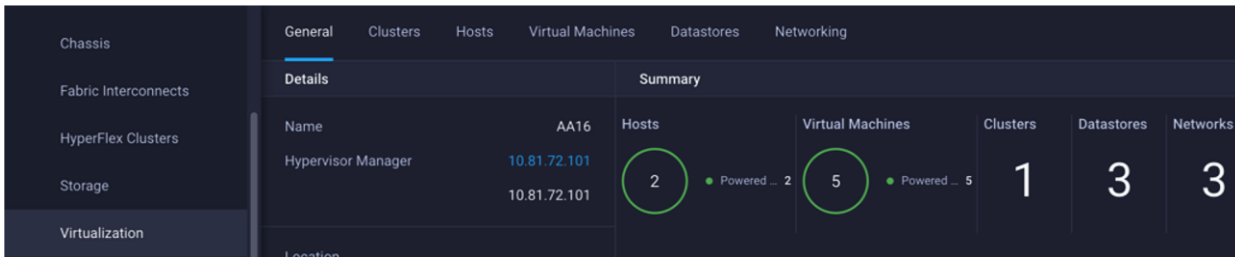 Chassis
Fabric Interconnects
HyperFlex Clusters
Storage
Virtualization
General Clusters Hosts Virtual Machines Datastores Networking
Details
Name AA16
Hypervisor Manager 10.81.72.101
10.81.72.101
Location
Summary
Hosts Virtual Machines Clusters Datastores Networks
2 Powered ... 2 5 Powered ... 5 1 3 3